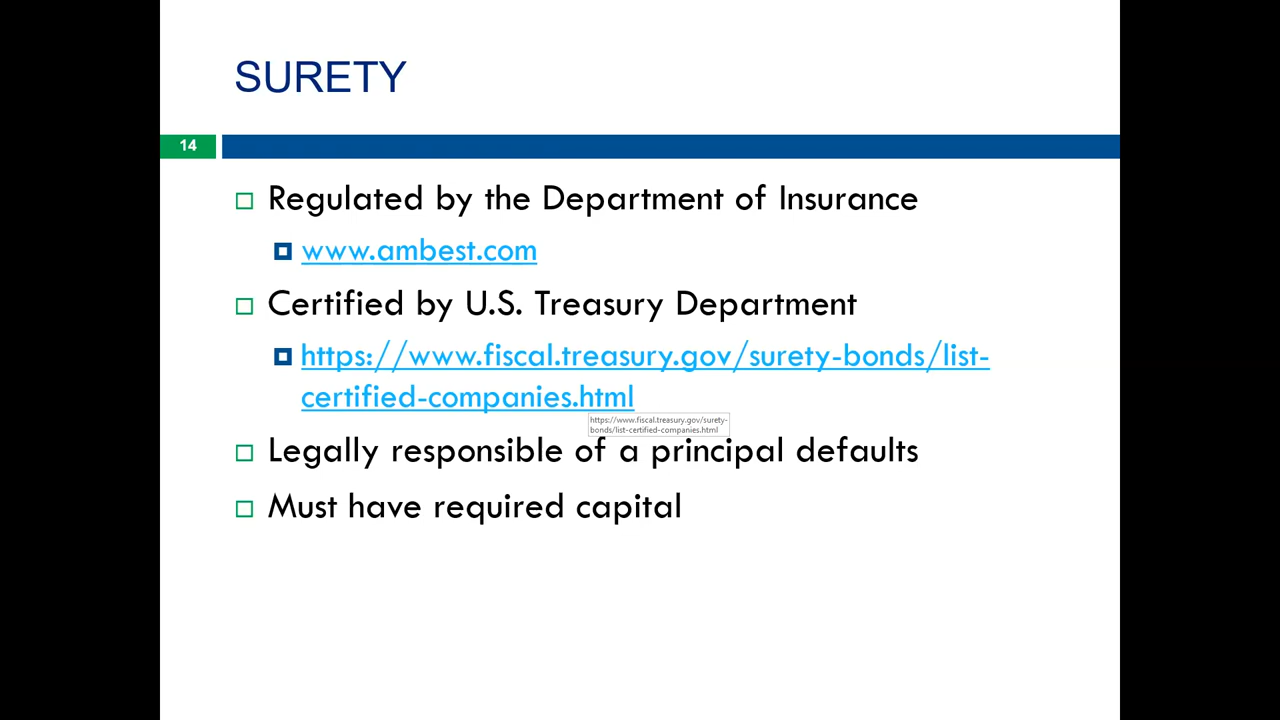 SURETY
14
Regulated by the Department of Insurance
www.ambest.com
Certified by U.S. Treasury Department
https://www.fiscal.treasury.gov/surety-bonds/list-
certified-companies.html
https://www.fiscal.treasury.gov/surety-
bonds/list-certified-companies.html
Legally responsible of a principal defaults
Must have required capital